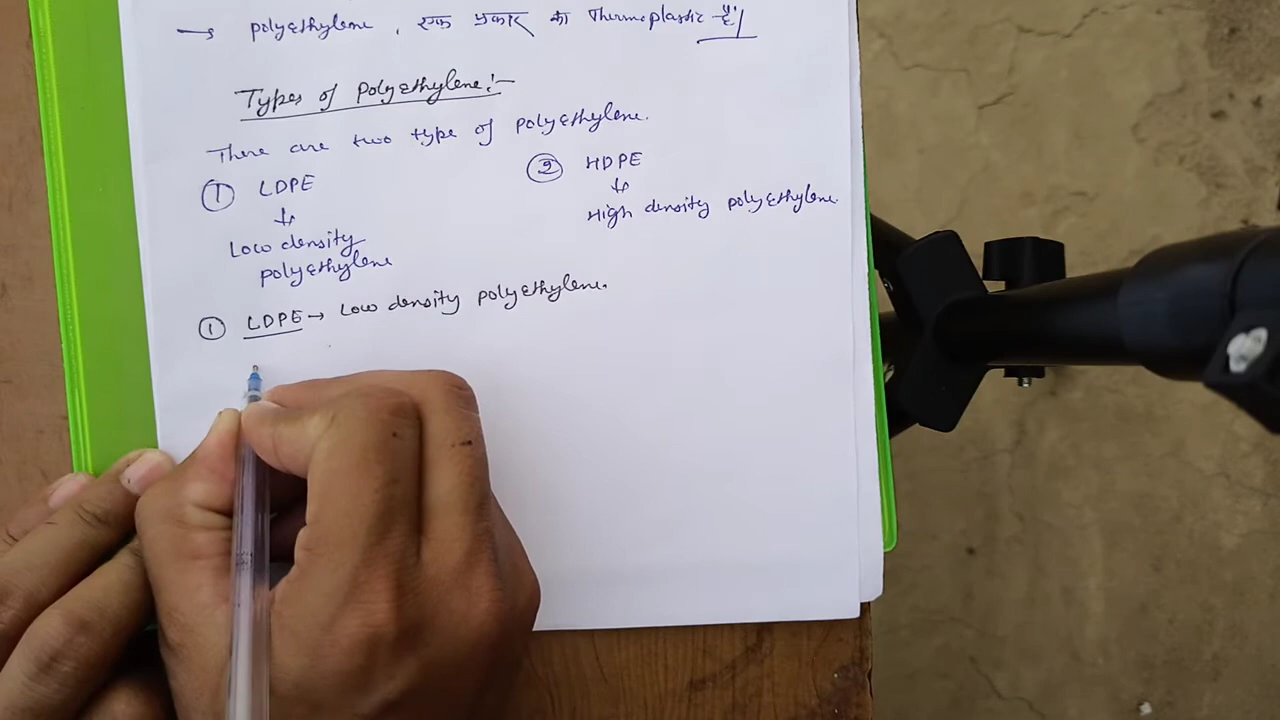 → polyethylene, एक प्रकार का Thermoplastic है।
Types of Polyethylene:-
There are two type of polyethylene.
① LDPE
↓
Low density
polyethylene
② HDPE
↓
High density polyethylene.
① LDPE → Low density polyethylene.